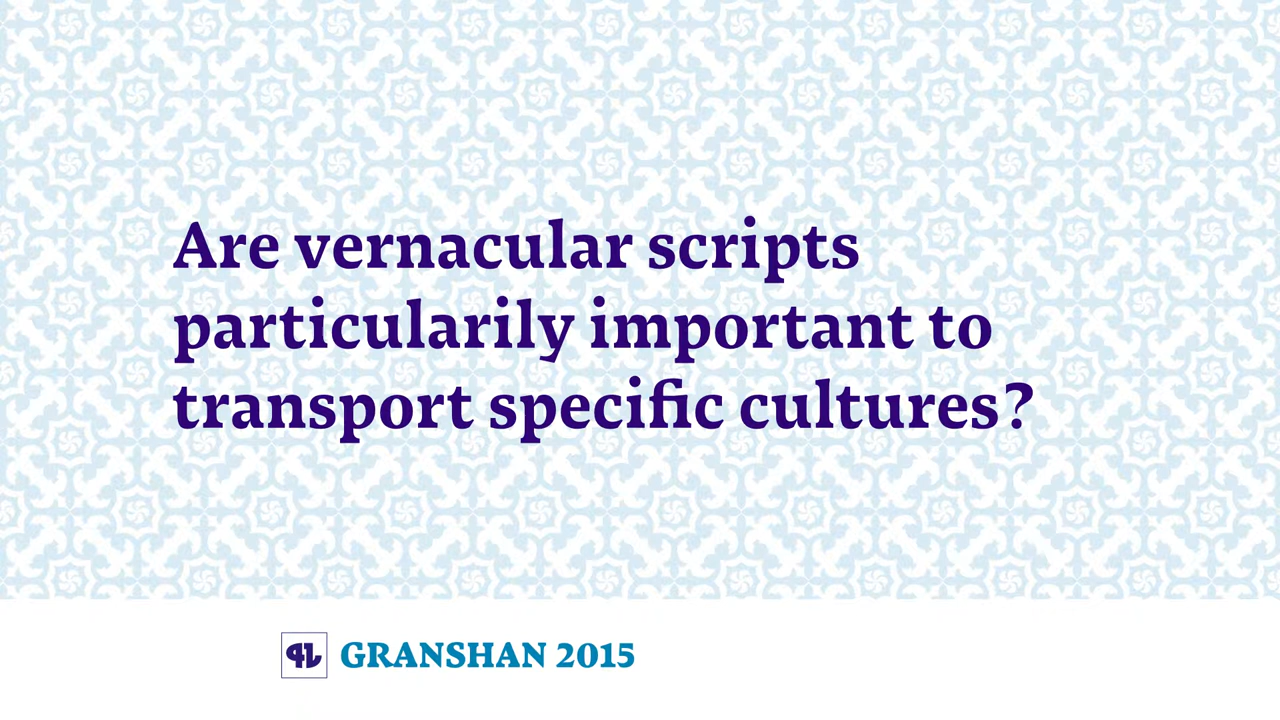 Are vernacular scripts
particularily important to
transport specific cultures?
GRANSHAN 2015